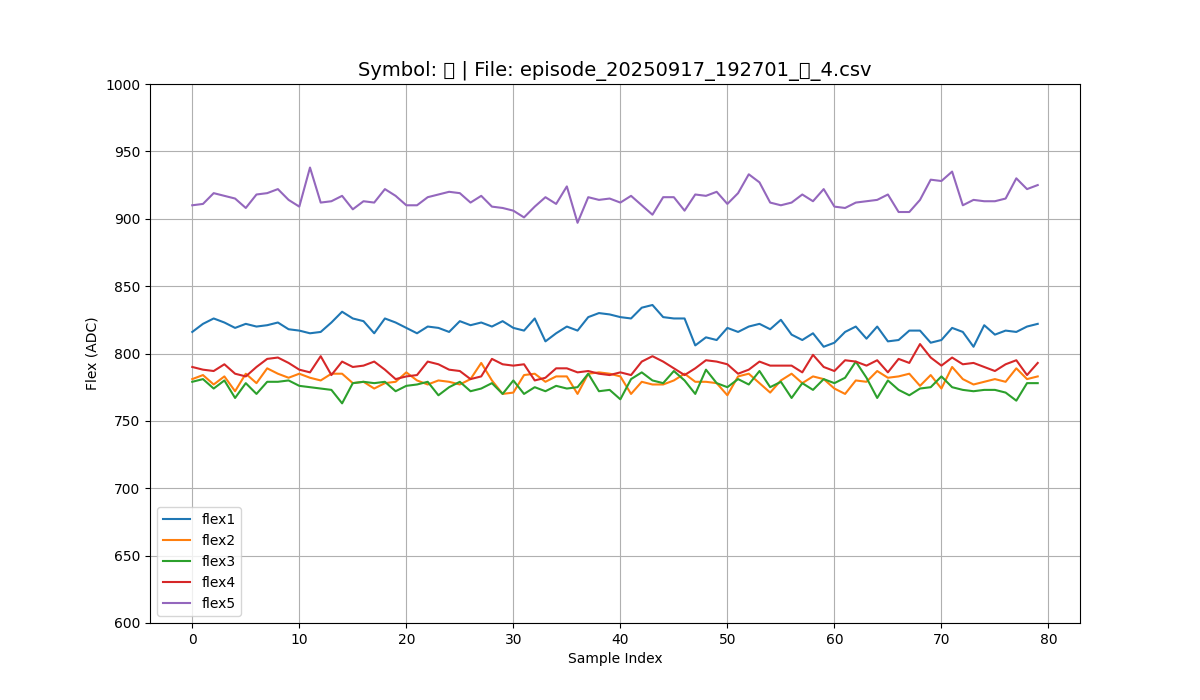 Symbol: | File: episode_20250917_192701_ _4.csv
1000
950
900
850
800
750
700
650
600
Flex (ADC)
flex1
flex2
flex3
flex4
flex5
0 10 20 30 40 50 60 70 80
Sample Index